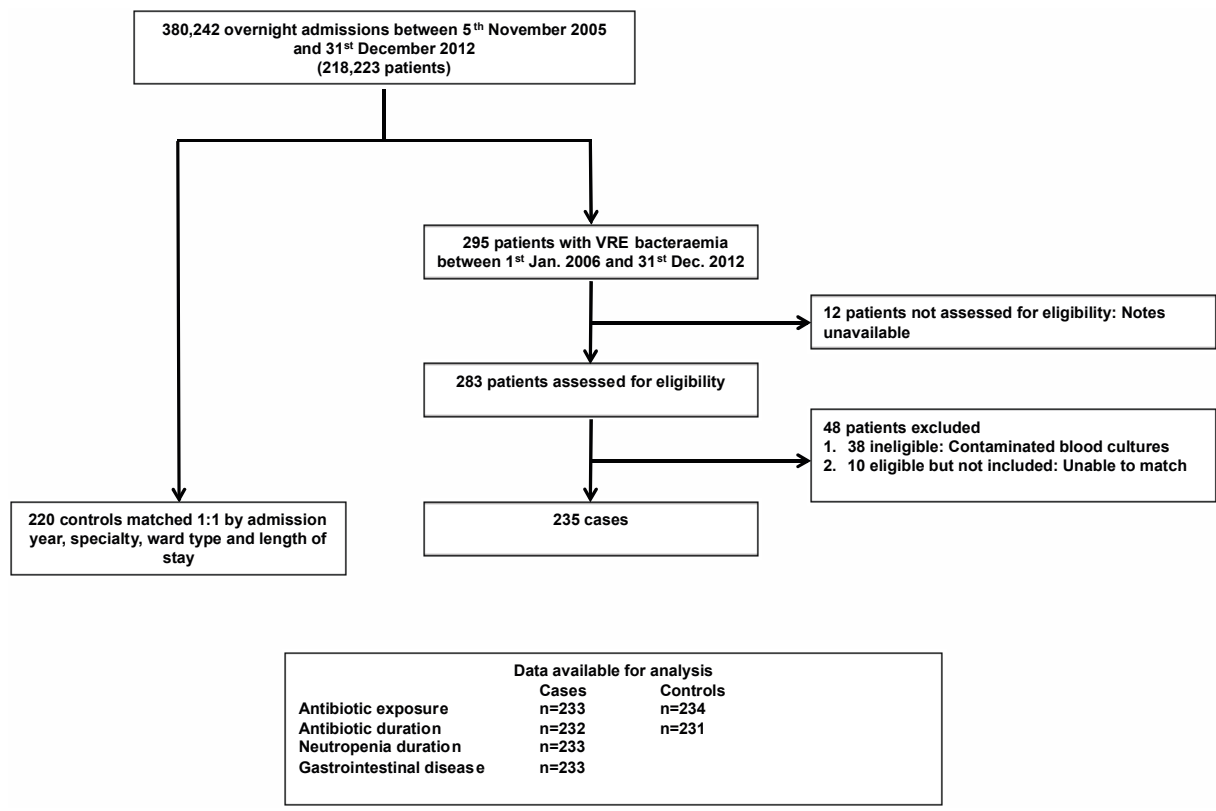 380,242 overnight admissions between 5th November 2005
and 31st December 2012
(218,223 patients)
295 patients with VRE bacteraemia
between 1st Jan. 2006 and 31st Dec. 2012
12 patients not assessed for eligibility: Notes
unavailable
283 patients assessed for eligibility
48 patients excluded
1. 38 ineligible: Contaminated blood cultures
2. 10 eligible but not included: Unable to match
220 controls matched 1:1 by admission
year, specialty, ward type and length of
stay
235 cases
Data available for analysis
Cases Controls
Antibiotic exposure n=233 n=234
Antibiotic duration n=232 n=231
Neutropenia duration n=233
Gastrointestinal disease n=233